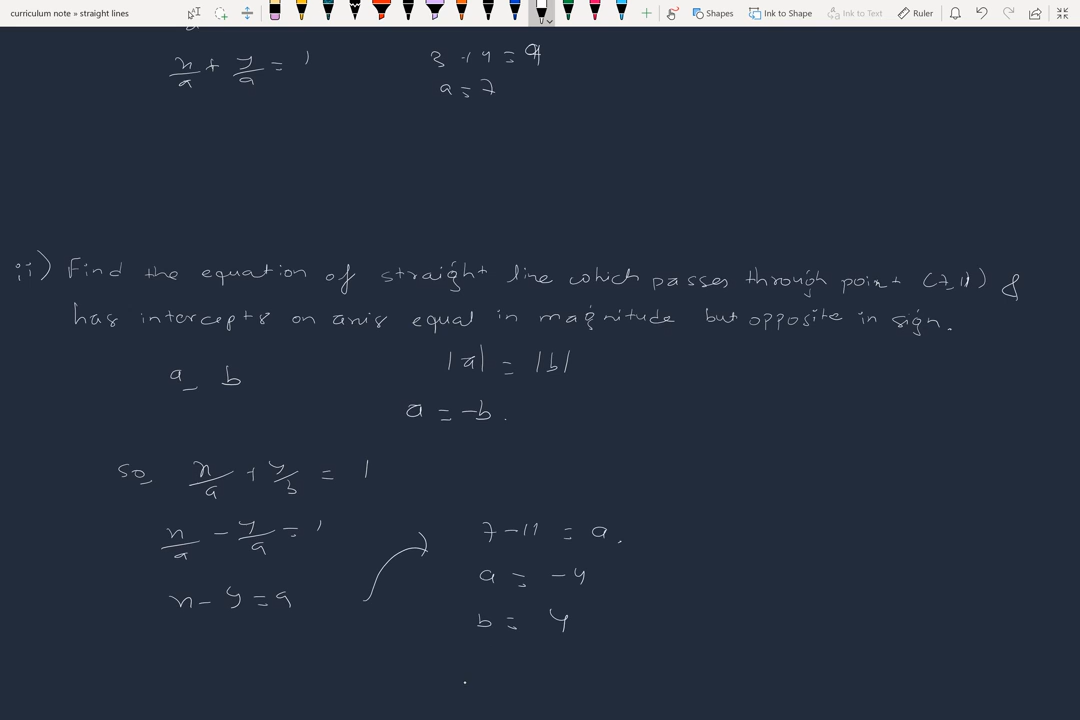 curriculum note » straight lines
Shapes Ink to Shape Ink to Text Ruler
x/a + y/a = 1
3 + 4 = a
a = 7
ii) Find the equation of straight line which passes through point (7,11) &
has intercepts on axis equal in magnitude but opposite in sign.
a b
|a| = |b|
a = -b.
so, x/a + y/b = 1
x/a - y/a = 1
x - y = a
7 - 11 = a.
a = -4
b = 4